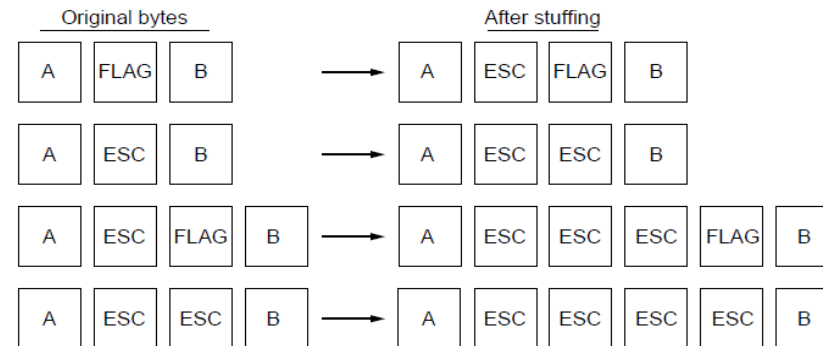 Original bytes After stuffing
A FLAG B A ESC FLAG B
A ESC B A ESC ESC B
A ESC FLAG B A ESC ESC ESC FLAG B
A ESC ESC B A ESC ESC ESC ESC B